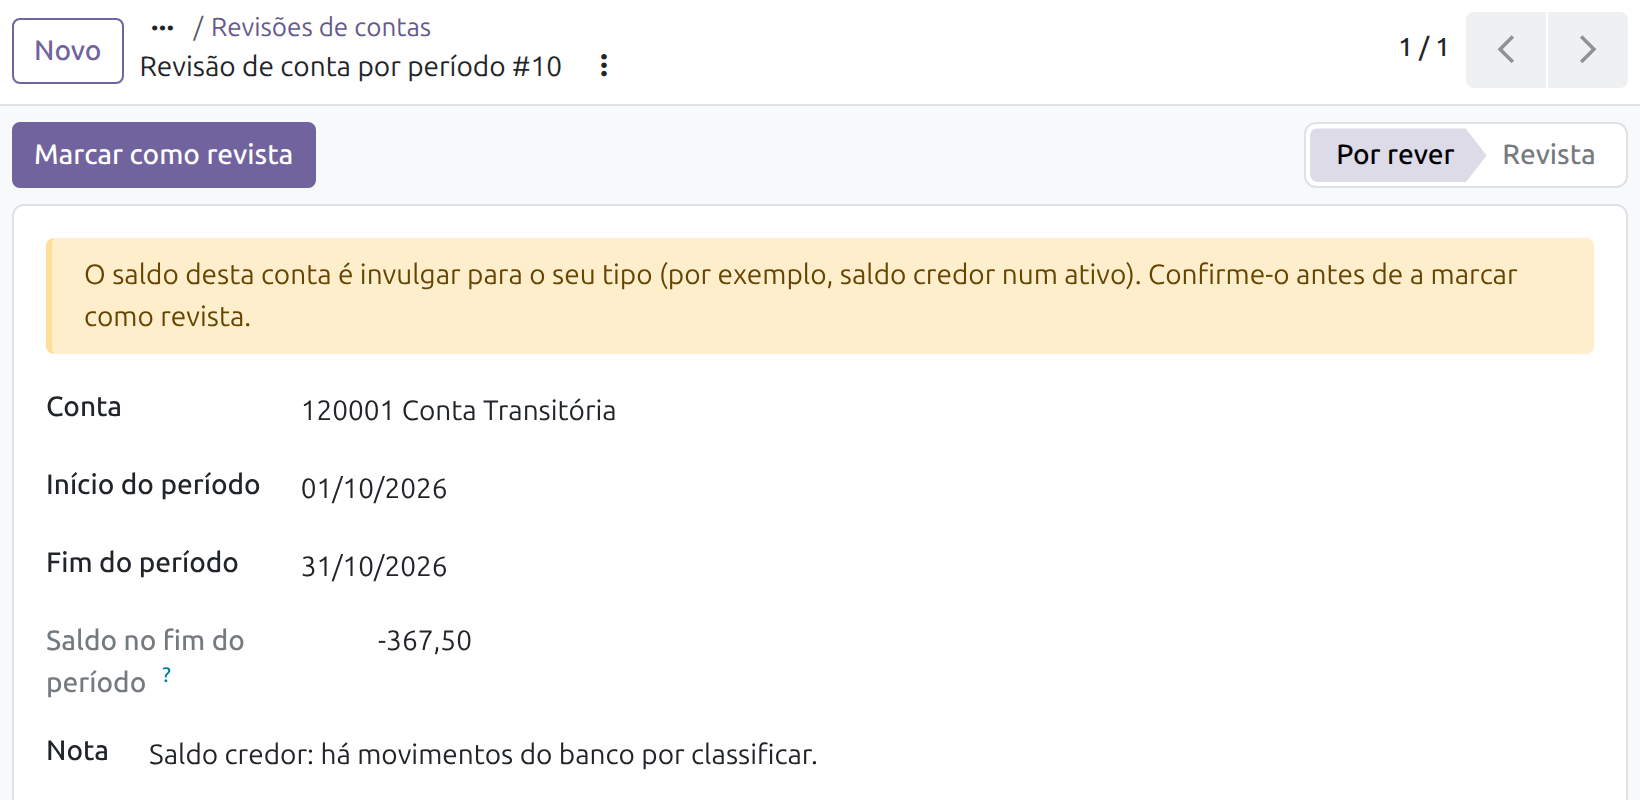 Novo
... / Revisões de contas
Revisão de conta por período #10
1 / 1
Marcar como revista
Por rever
Revista
O saldo desta conta é invulgar para o seu tipo (por exemplo, saldo credor num ativo). Confirme-o antes de a marcar
como revista.
Conta
120001 Conta Transitória
Início do período
01/10/2026
Fim do período
31/10/2026
Saldo no fim do
período ?
-367,50
Nota
Saldo credor: há movimentos do banco por classificar.